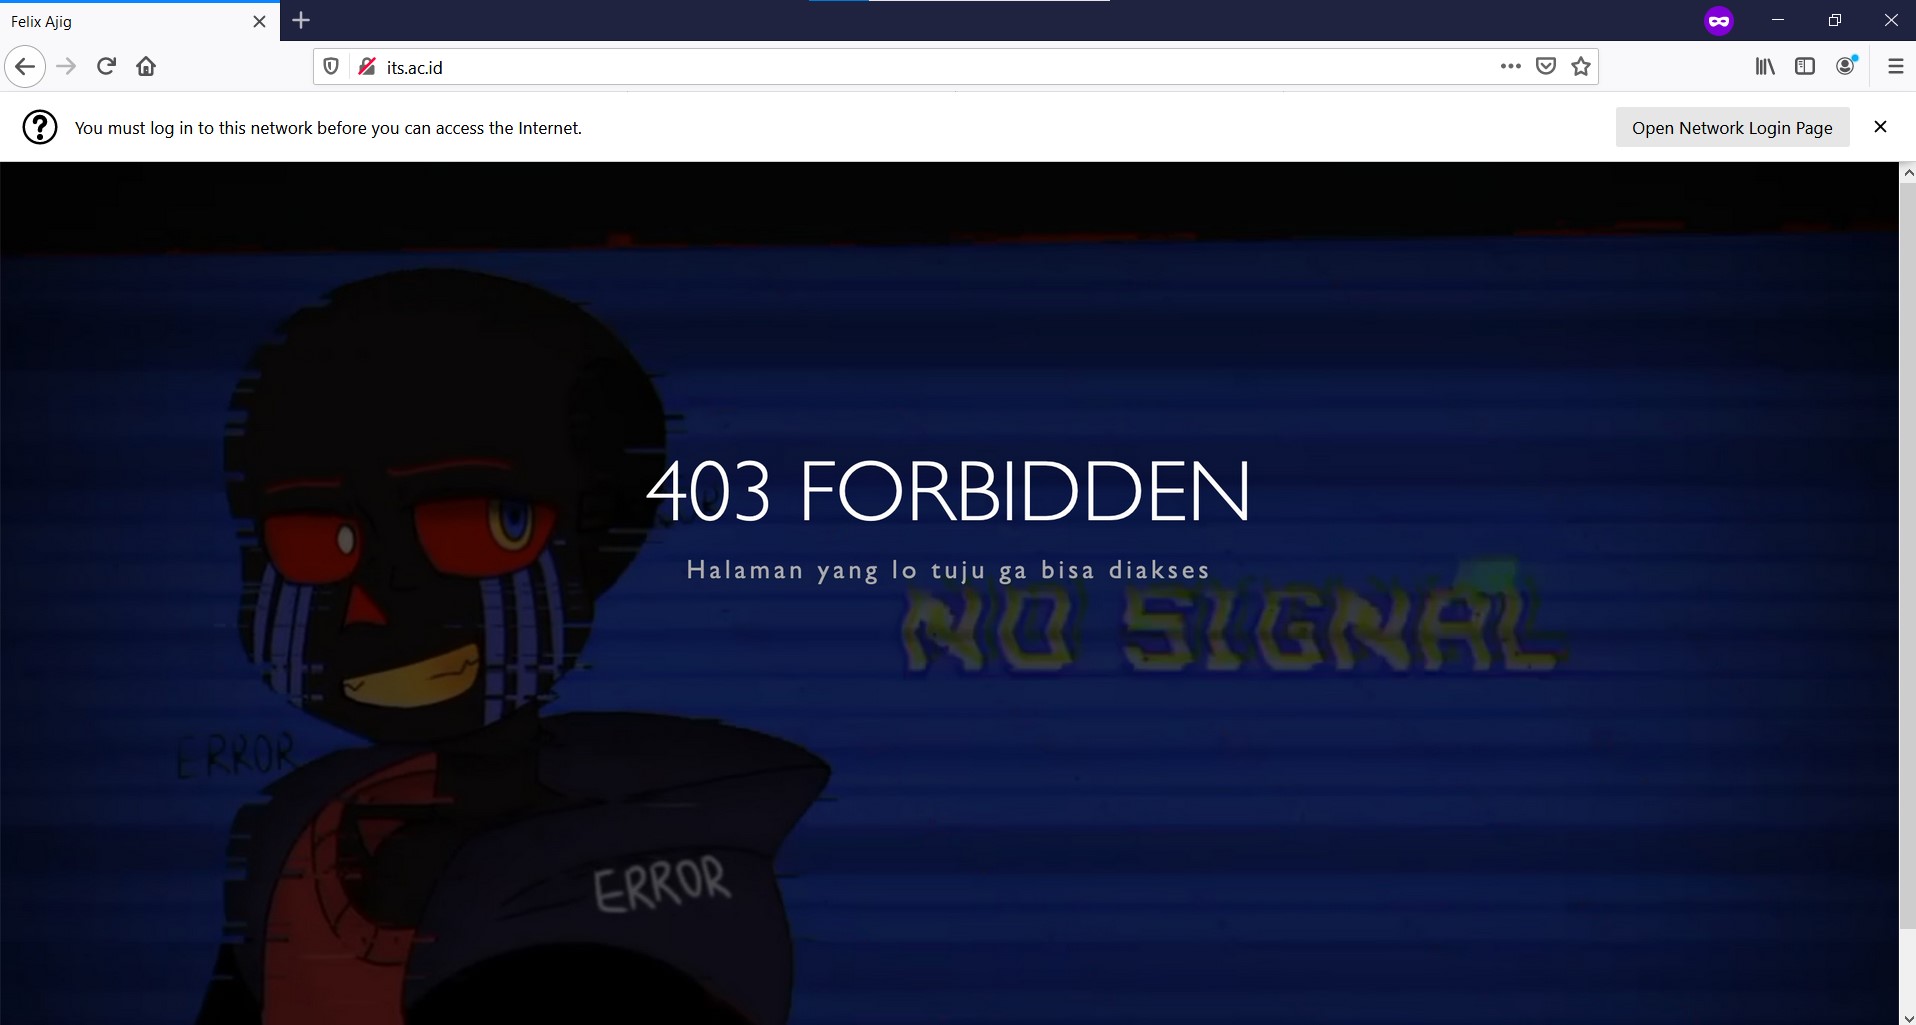 Felix Ajig
its.ac.id
You must log in to this network before you can access the Internet.
Open Network Login Page
403 FORBIDDEN
Halaman yang lo tuju ga bisa diakses
NO SIGNAL
ERROR
ERROR